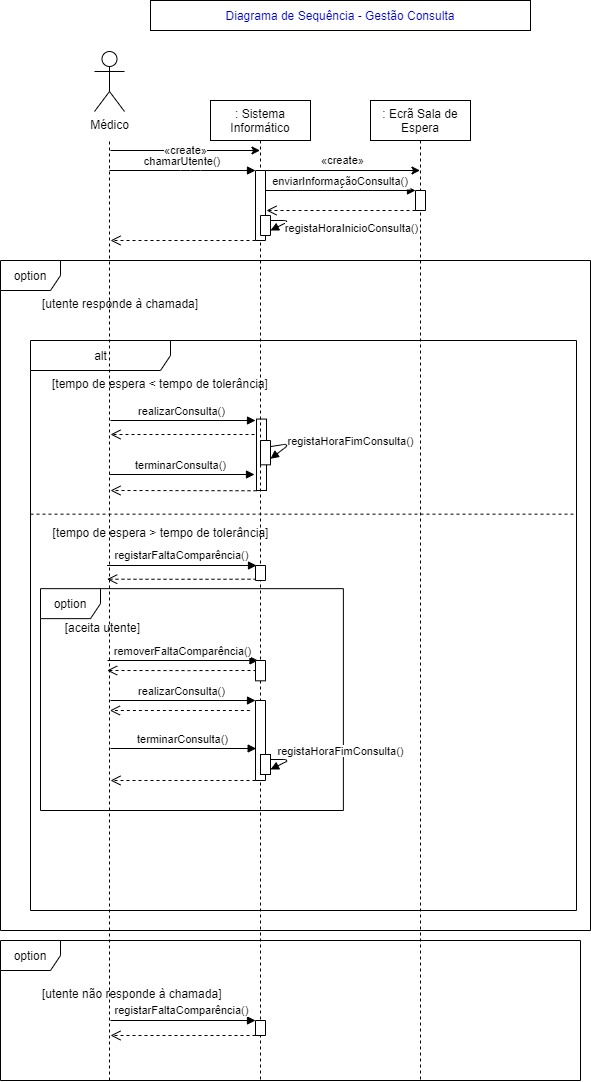 Diagrama de Sequência - Gestão Consulta
Médico
: Sistema
Informático
: Ecrã Sala de
Espera
«create»
chamarUtente()
«create»
enviarInformaçãoConsulta()
registaHoraInicioConsulta()
option
[utente responde à chamada]
alt
[tempo de espera < tempo de tolerância]
realizarConsulta()
registaHoraFimConsulta()
terminarConsulta()
[tempo de espera > tempo de tolerância]
registarFaltaComparência()
option
[aceita utente]
removerFaltaComparência()
realizarConsulta()
terminarConsulta()
registaHoraFimConsulta()
option
[utente não responde à chamada]
registarFaltaComparência()